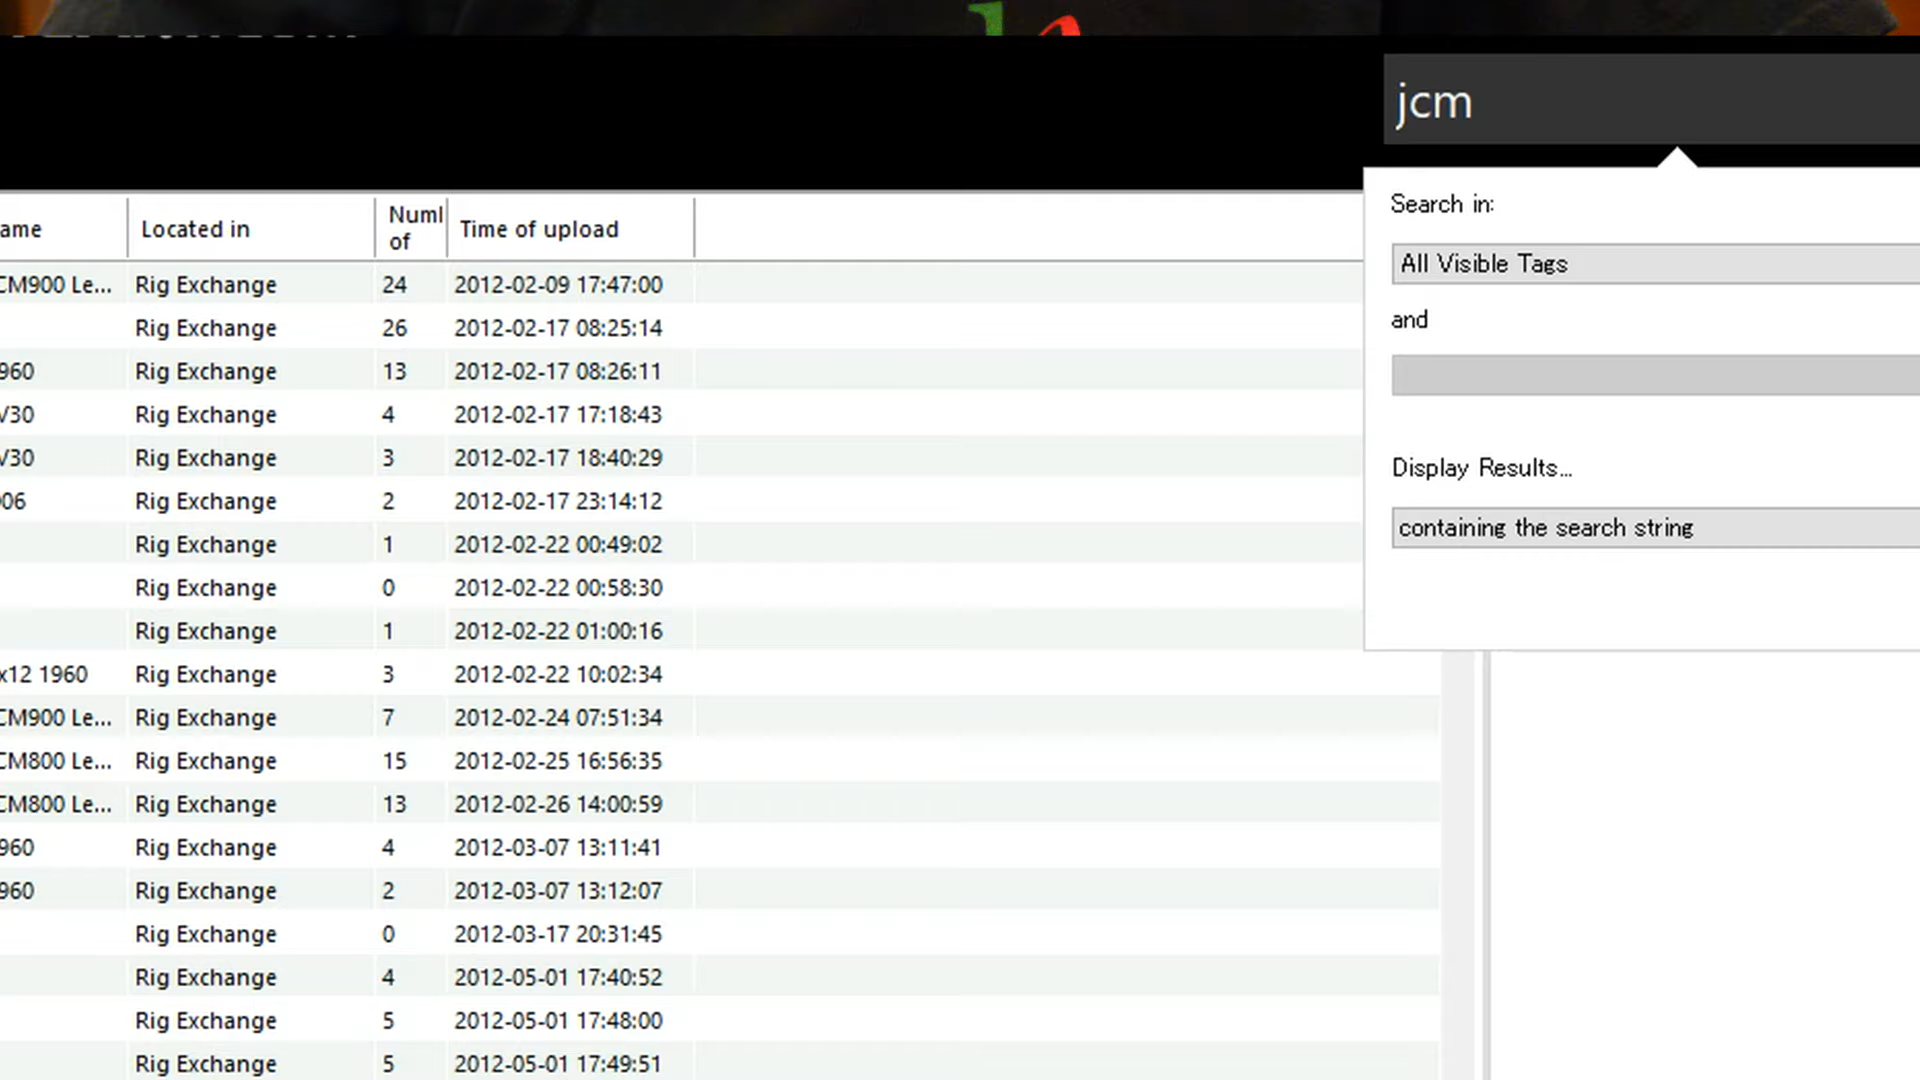 jcm
Search in:
All Visible Tags
and
Display Results...
containing the search string
ame Located in Numl of Time of upload
CM900 Le... Rig Exchange 24 2012-02-09 17:47:00
Rig Exchange 26 2012-02-17 08:25:14
960 Rig Exchange 13 2012-02-17 08:26:11
V30 Rig Exchange 4 2012-02-17 17:18:43
V30 Rig Exchange 3 2012-02-17 18:40:29
06 Rig Exchange 2 2012-02-17 23:14:12
Rig Exchange 1 2012-02-22 00:49:02
Rig Exchange 0 2012-02-22 00:58:30
Rig Exchange 1 2012-02-22 01:00:16
x12 1960 Rig Exchange 3 2012-02-22 10:02:34
CM900 Le... Rig Exchange 7 2012-02-24 07:51:34
CM800 Le... Rig Exchange 15 2012-02-25 16:56:35
CM800 Le... Rig Exchange 13 2012-02-26 14:00:59
960 Rig Exchange 4 2012-03-07 13:11:41
960 Rig Exchange 2 2012-03-07 13:12:07
Rig Exchange 0 2012-03-17 20:31:45
Rig Exchange 4 2012-05-01 17:40:52
Rig Exchange 5 2012-05-01 17:48:00
Rig Exchange 5 2012-05-01 17:49:51